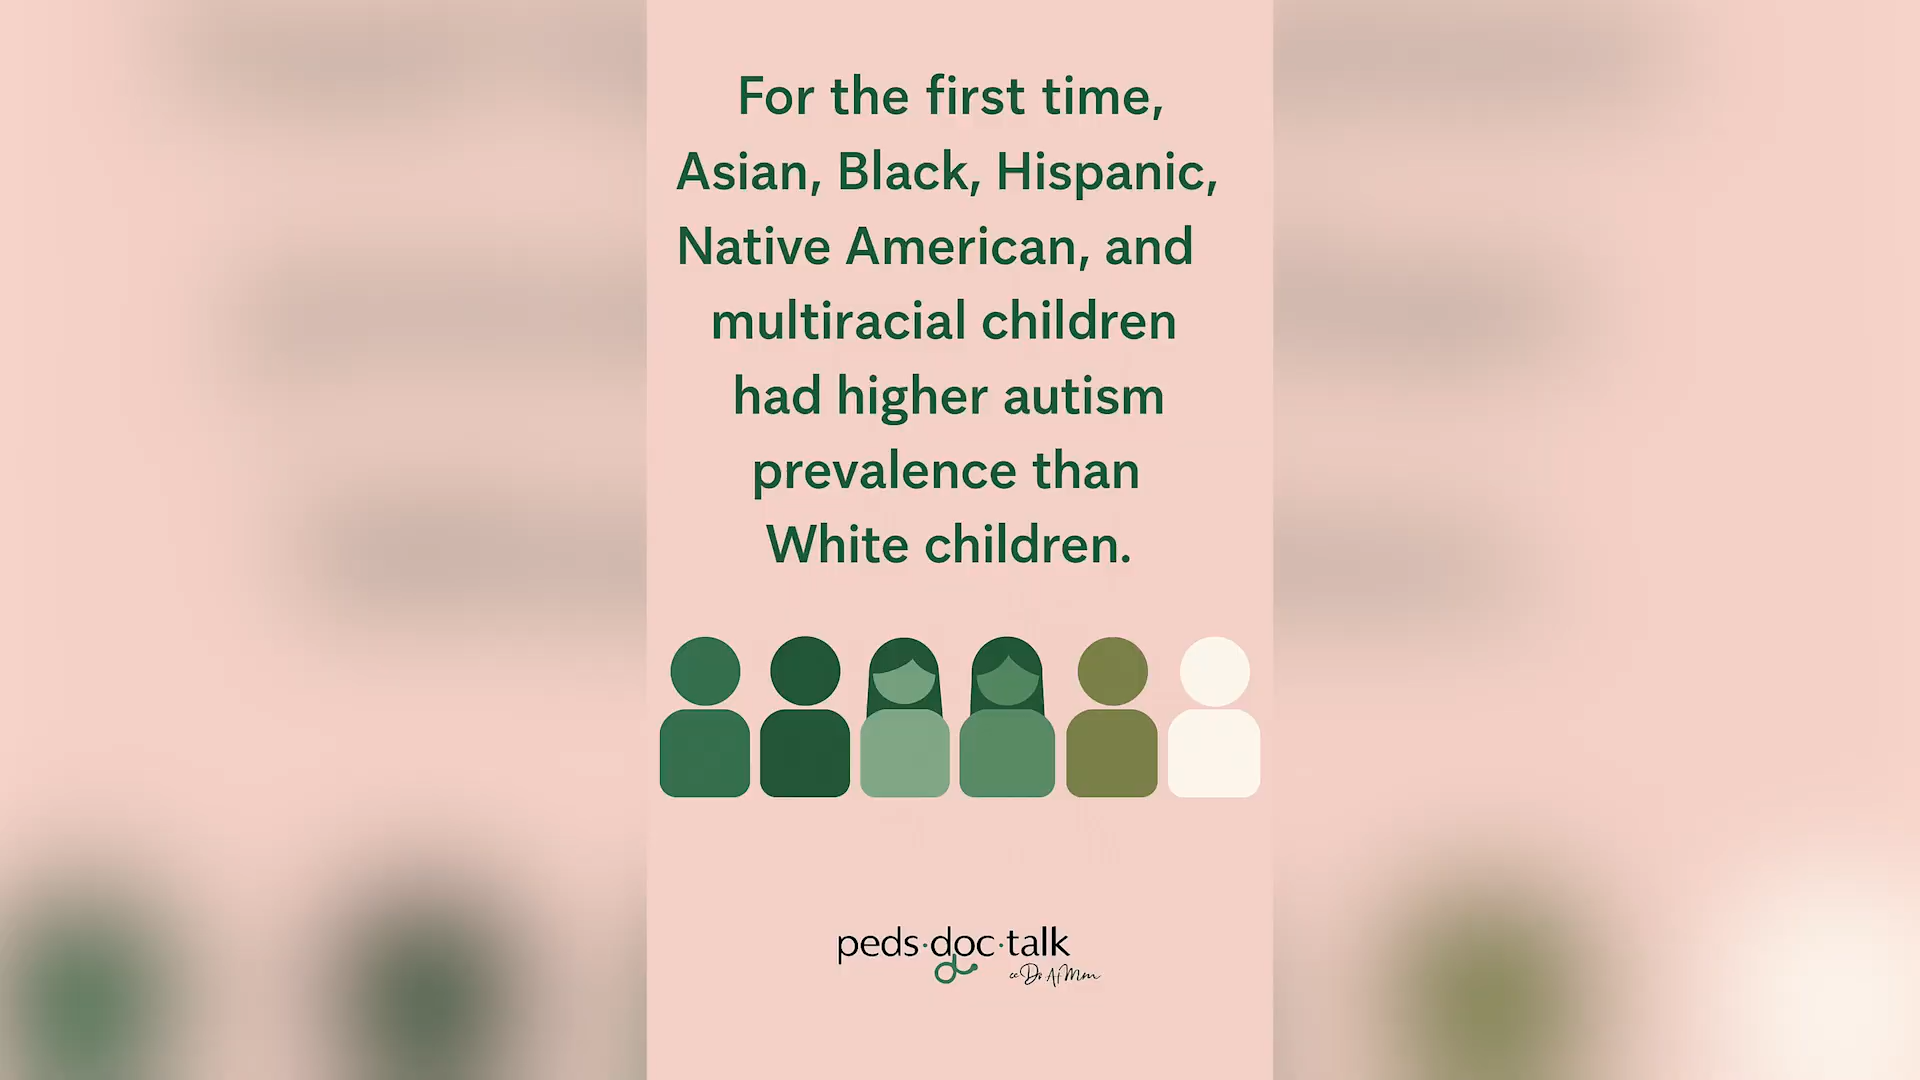 For the first time,
Asian, Black, Hispanic,
Native American, and
multiracial children
had higher autism
prevalence than
White children.
peds·doc·talk